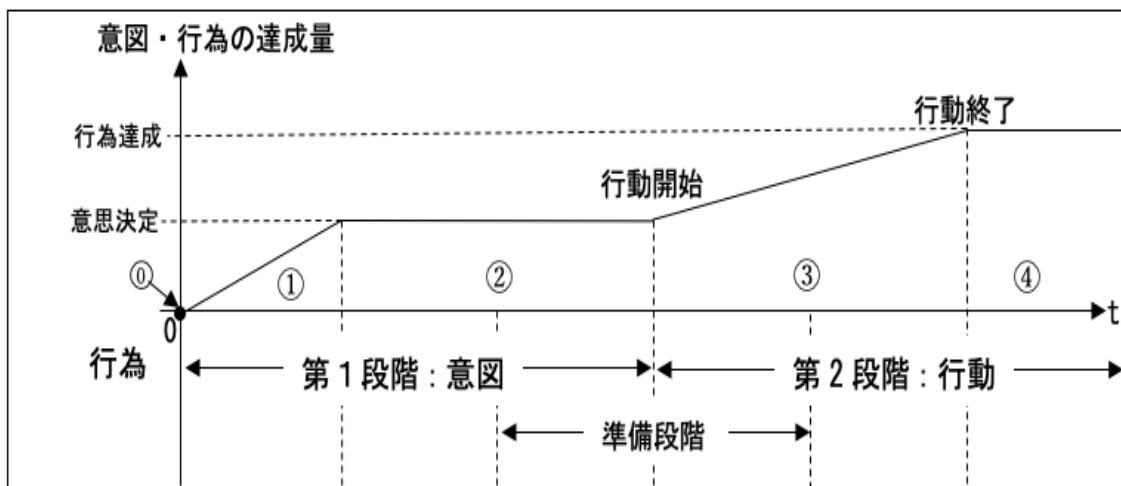 意図・行為の達成量
行動終了
行為達成
行動開始
意思決定
⓪
①
②
③
④
0
t
行為
第1段階:意図
第2段階:行動
準備段階